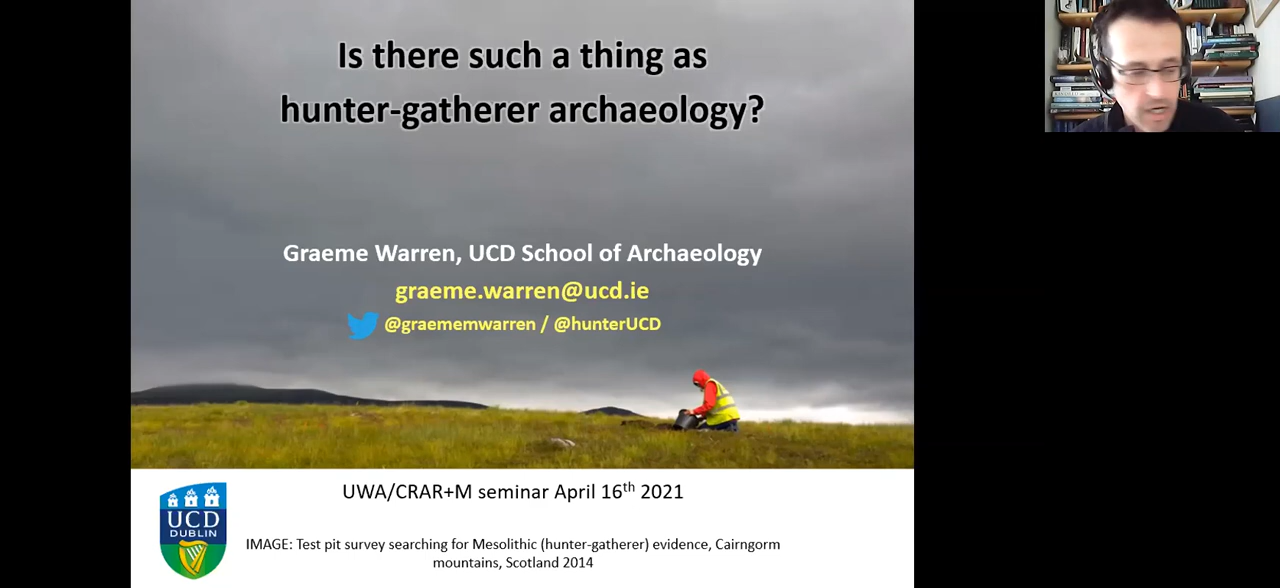 Is there such a thing as
hunter-gatherer archaeology?
Graeme Warren, UCD School of Archaeology
graeme.warren@ucd.ie
@graememwarren / @hunterUCD
UWA/CRAR+M seminar April 16th 2021
UCD
DUBLIN
IMAGE: Test pit survey searching for Mesolithic (hunter-gatherer) evidence, Cairngorm
mountains, Scotland 2014